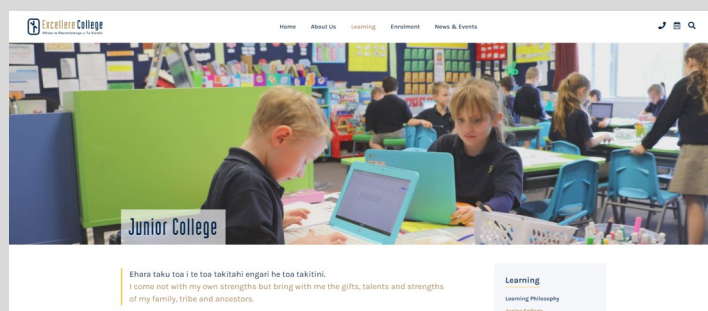 Excellere College
Home About Us Learning Enrolment News & Events
Junior College
Ehara taku toa i te toa takitahi engari he toa takitini.
I come not with my own strengths but bring with me the gifts, talents and strengths
of my family, tribe and ancestors.
Learning
Learning Philosophy
Junior College